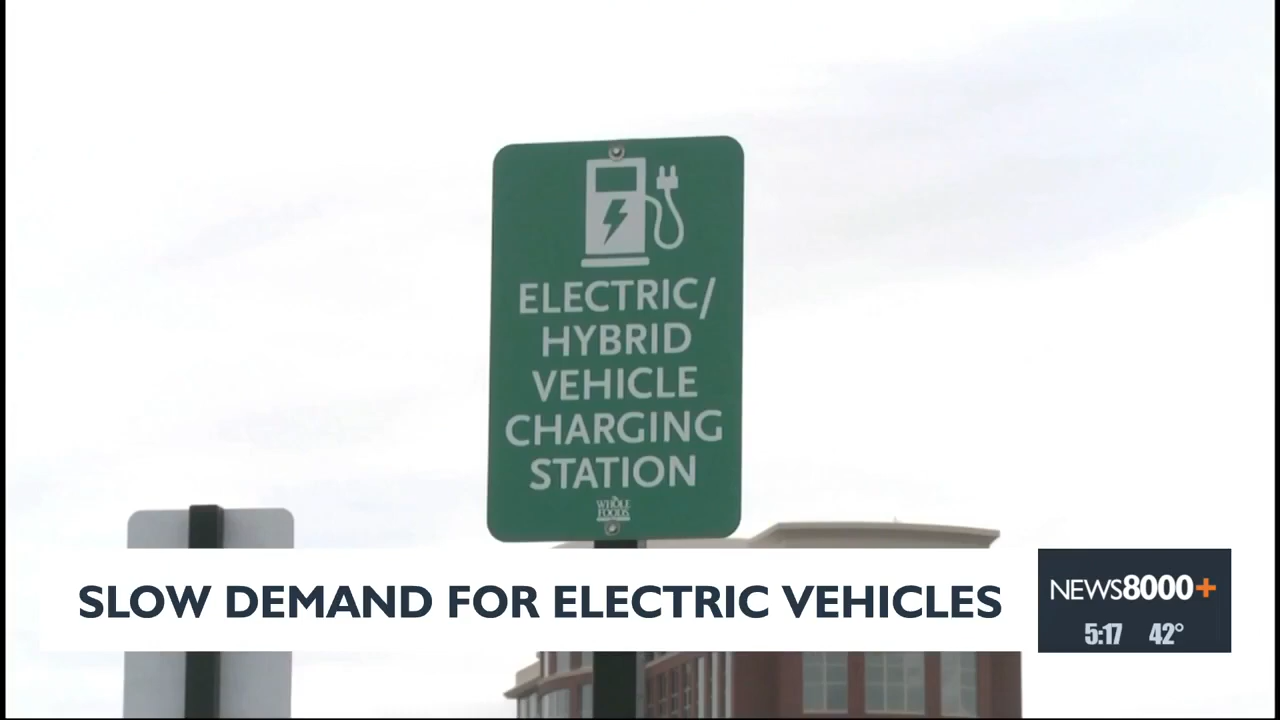 ELECTRIC/
HYBRID
VEHICLE
CHARGING
STATION
WHOLE
FOODS
SLOW DEMAND FOR ELECTRIC VEHICLES
NEWS8000+
5:17 42°